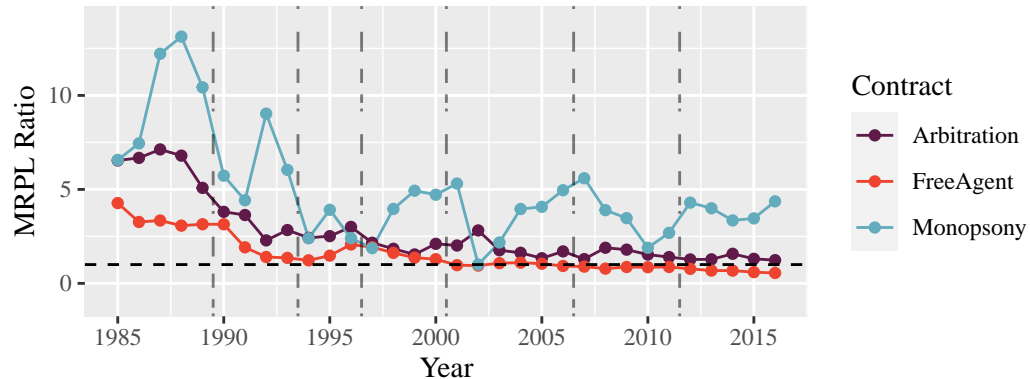 MRPL Ratio
10
5
0
1985
1990
1995
2000
2005
2010
2015
Year
Contract
Arbitration
FreeAgent
Monopsony